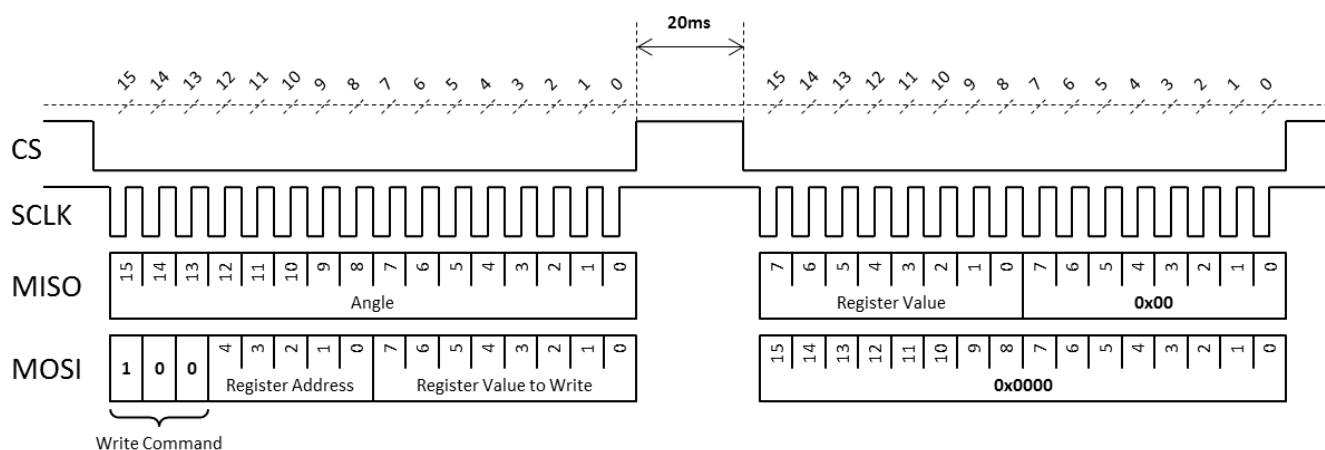 20ms
15 14 13 12 11 10 9 8 7 6 5 4 3 2 1 0 15 14 13 12 11 10 9 8 7 6 5 4 3 2 1 0
CS
SCLK
MISO 15 14 13 12 11 10 9 8 7 6 5 4 3 2 1 0 7 6 5 4 3 2 1 0 7 6 5 4 3 2 1 0
Angle Register Value 0x00
MOSI 1 0 0 4 3 2 1 0 7 6 5 4 3 2 1 0 15 14 13 12 11 10 9 8 7 6 5 4 3 2 1 0
Register Address Register Value to Write 0x0000
Write Command